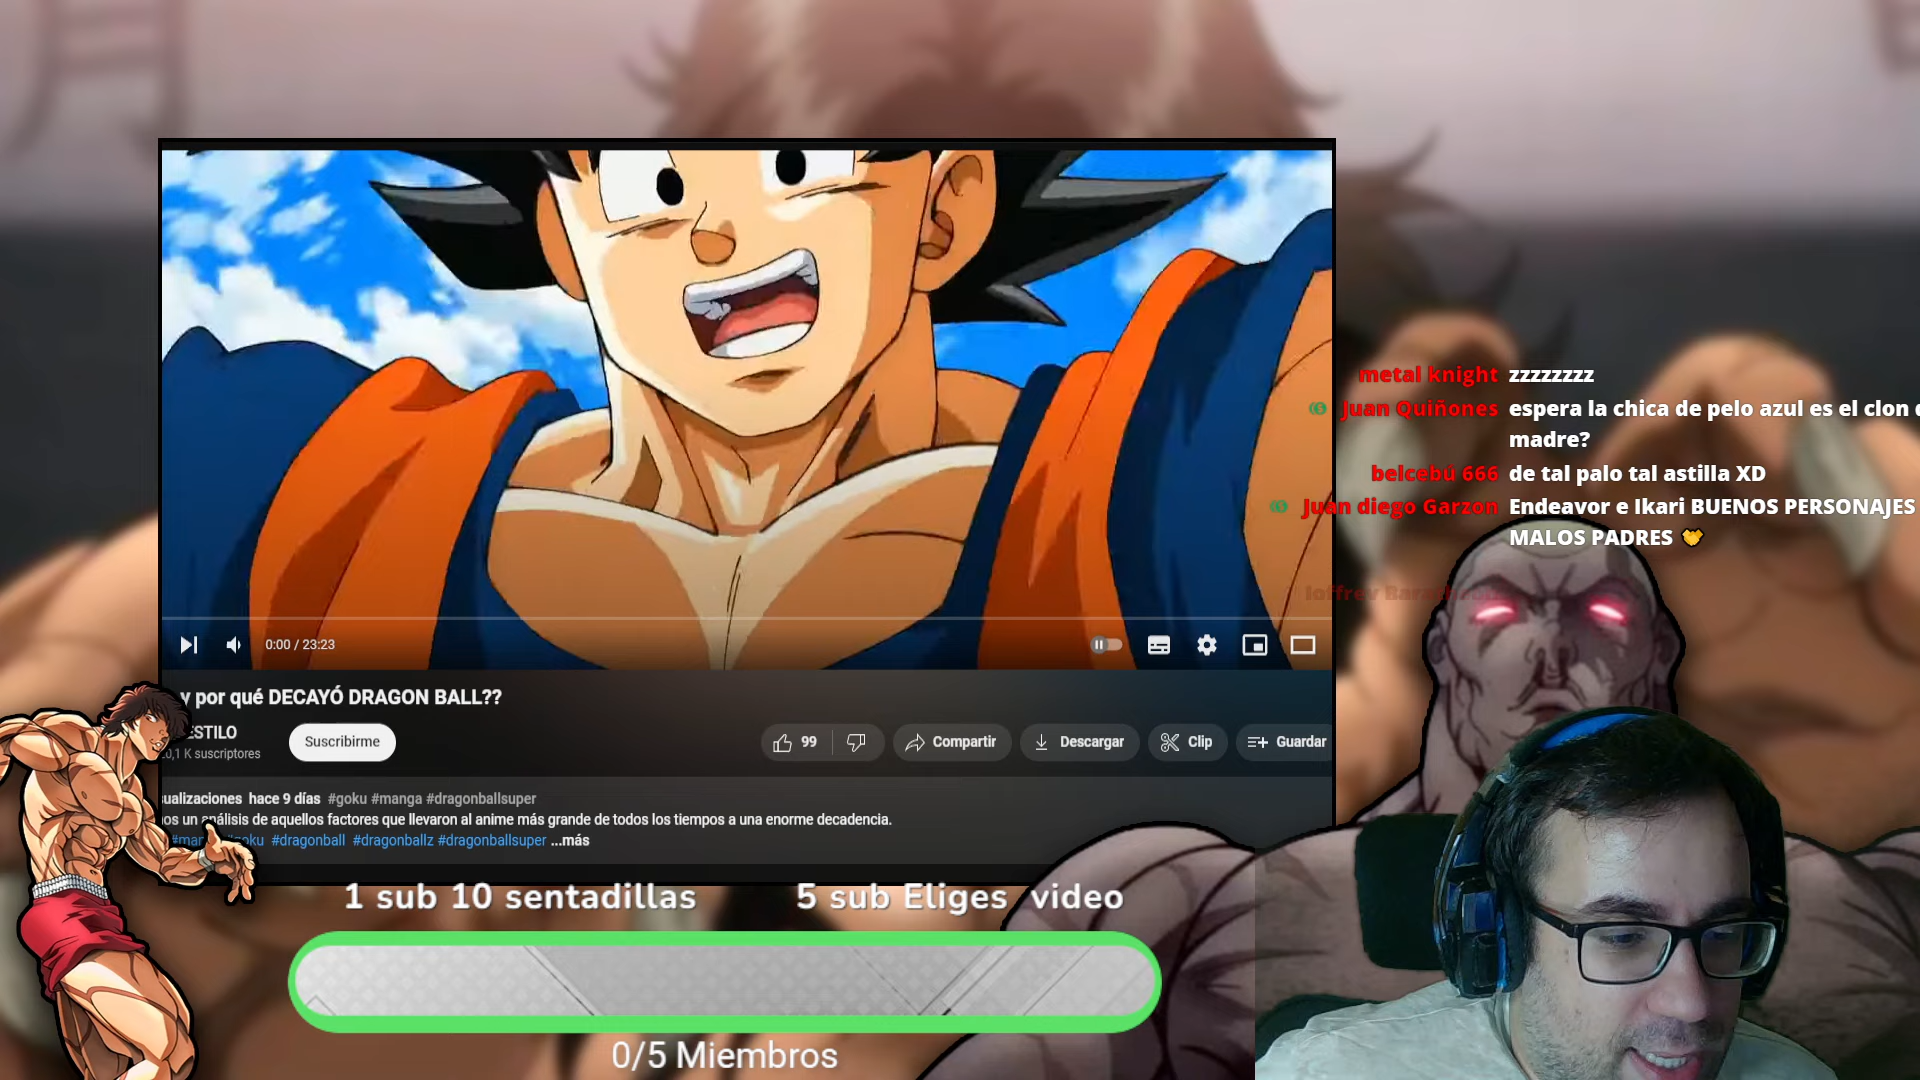 metal knight zzzzzzzz
Juan Quiñones espera la chica de pelo azul es el clon
madre?
belcebú 666 de tal palo tal astilla XD
Juan diego Garzon Endeavor e Ikari BUENOS PERSONAJES
MALOS PADRES
0:00 / 23:23
y por qué DECAYÓ DRAGON BALL??
ESTILO
0,1 K suscriptores
Suscribirme
99
Compartir
Descargar
Clip
Guardar
hace 9 días #goku #manga #dragonballsuper
un análisis de aquellos factores que llevaron al anime más grande de todos los tiempos a una enorme decadencia.
#dragonball #dragonballz #dragonballsuper ...más
1 sub 10 sentadillas 5 sub Eliges video
0/5 Miembros